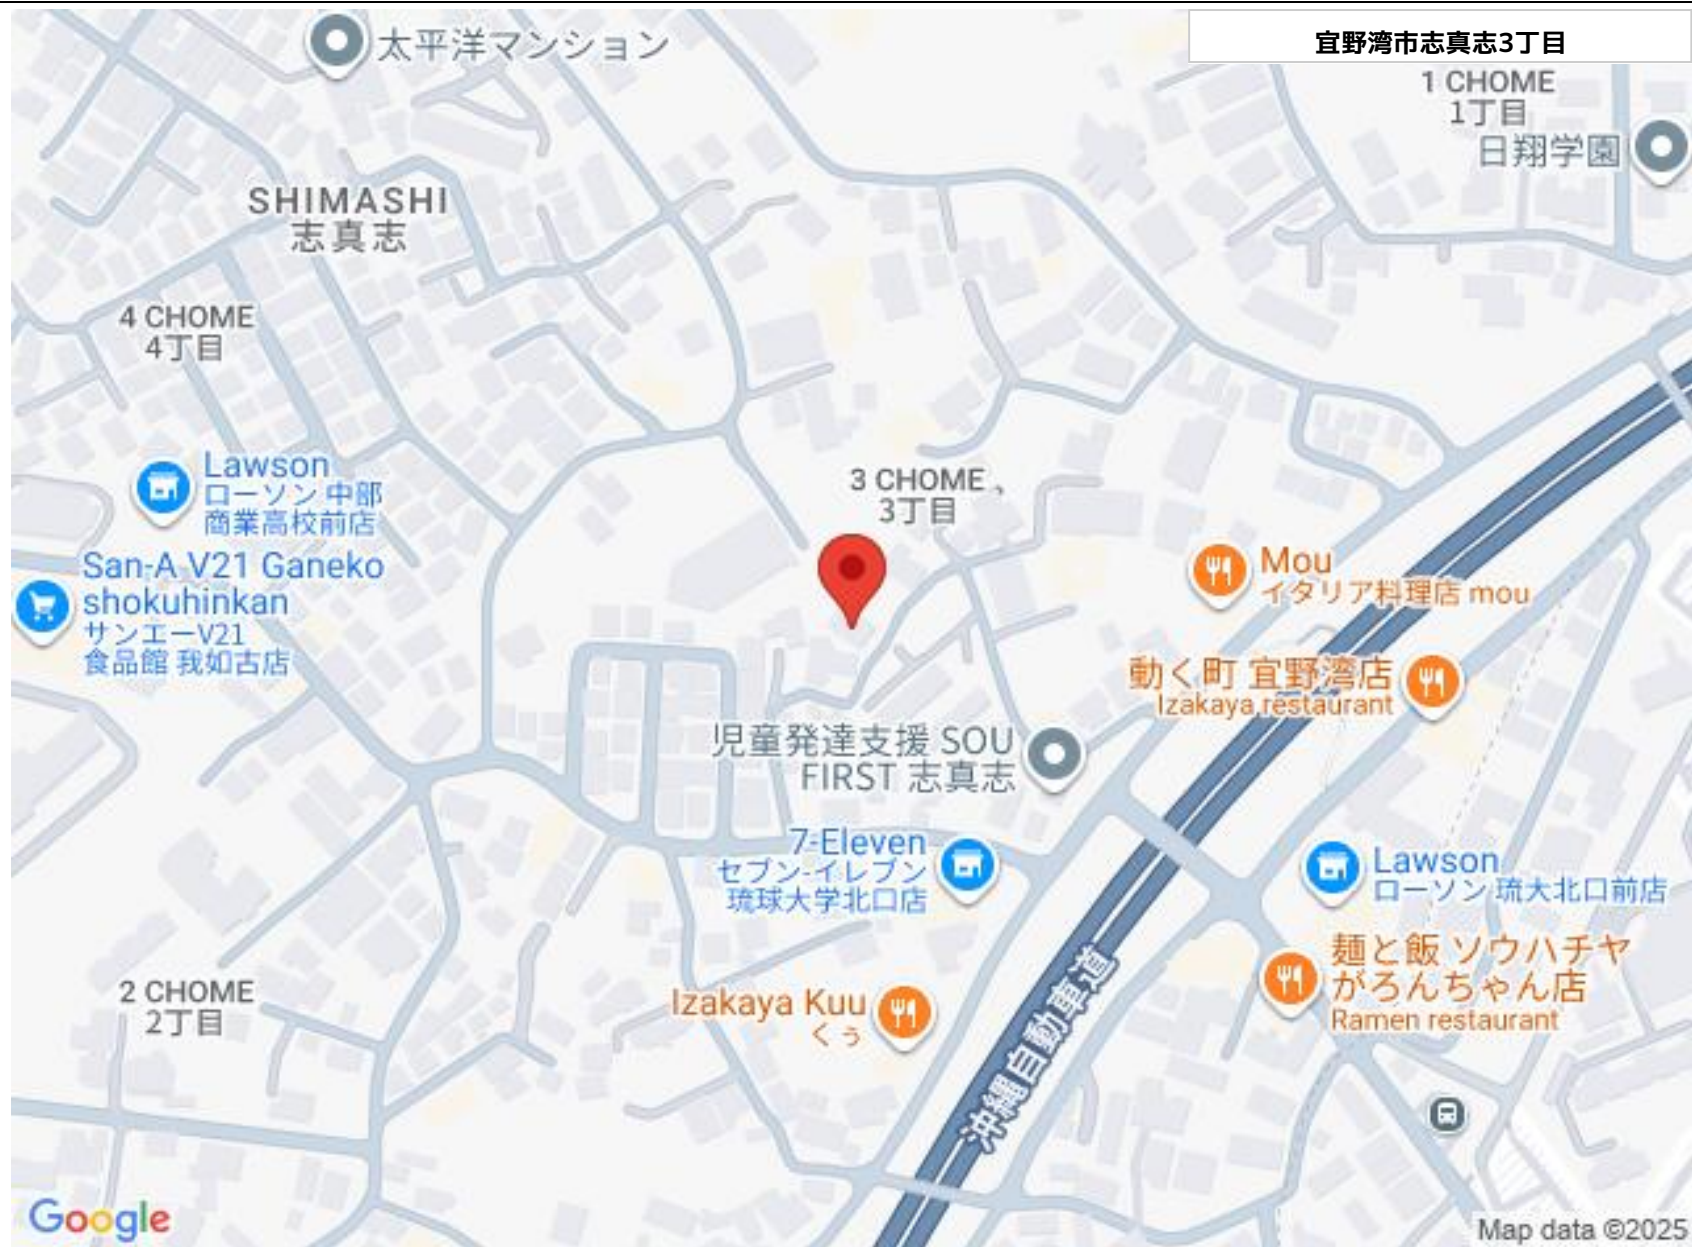 太平洋マンション
宜野湾市志真志3丁目
1 CHOME
1丁目
日翔学園
SHIMASHI
志真志
4 CHOME
4丁目
Lawson
ローソン 中部
商業高校前店
3 CHOME
3丁目
San-A V21 Ganeko
shokuhinkan
サンエーV21
食品館 我如古店
Mou
イタリア料理店 mou
動く町 宜野湾店
Izakaya restaurant
児童発達支援 SOU
FIRST 志真志
7-Eleven
セブン-イレブン
琉球大学北口店
Lawson
ローソン 琉大北口前店
麺と飯 ソウハチヤ
がろんちゃん店
Ramen restaurant
2 CHOME
2丁目
Izakaya Kuu
くぅ
沖縄自動車道
Google
Map data ©2025